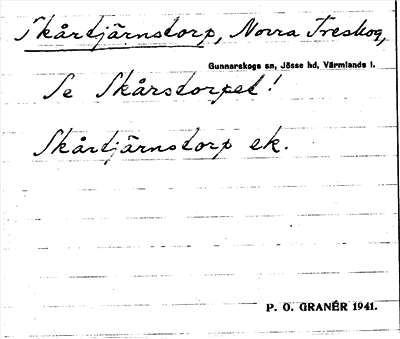 Skårtjärnstorp, Norra Treskog,
Gunnarskogs sn, Jösse hd, Värmlands l.
Se Skårstorpet!
Skårtjärnstorp ek.
P. O. GRANÉR 1941.